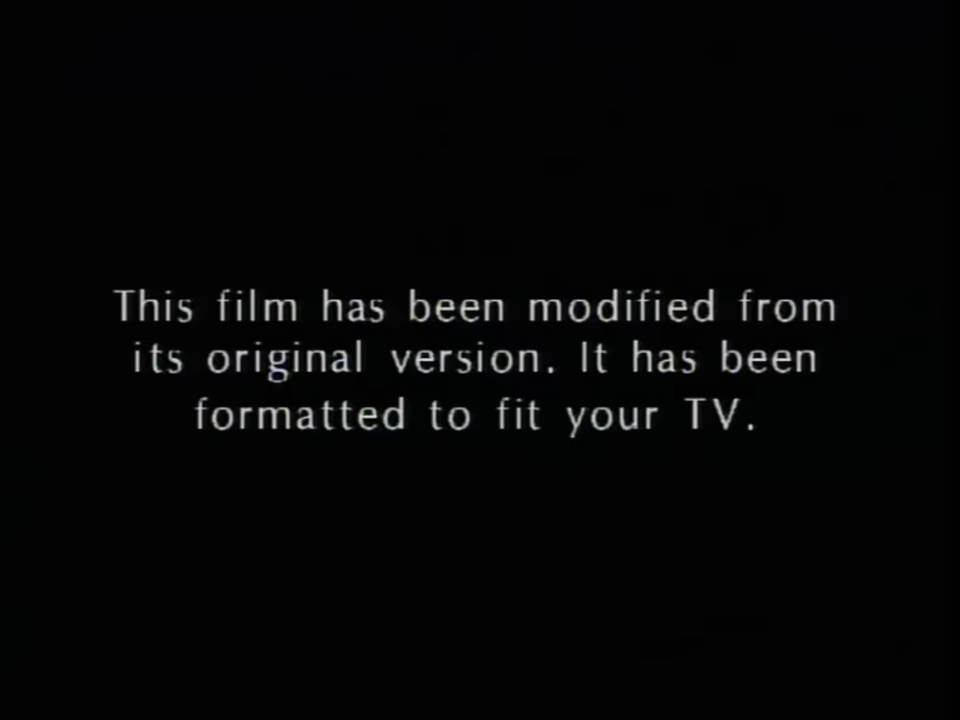 This film has been modified from
its original version. It has been
formatted to fit your TV.